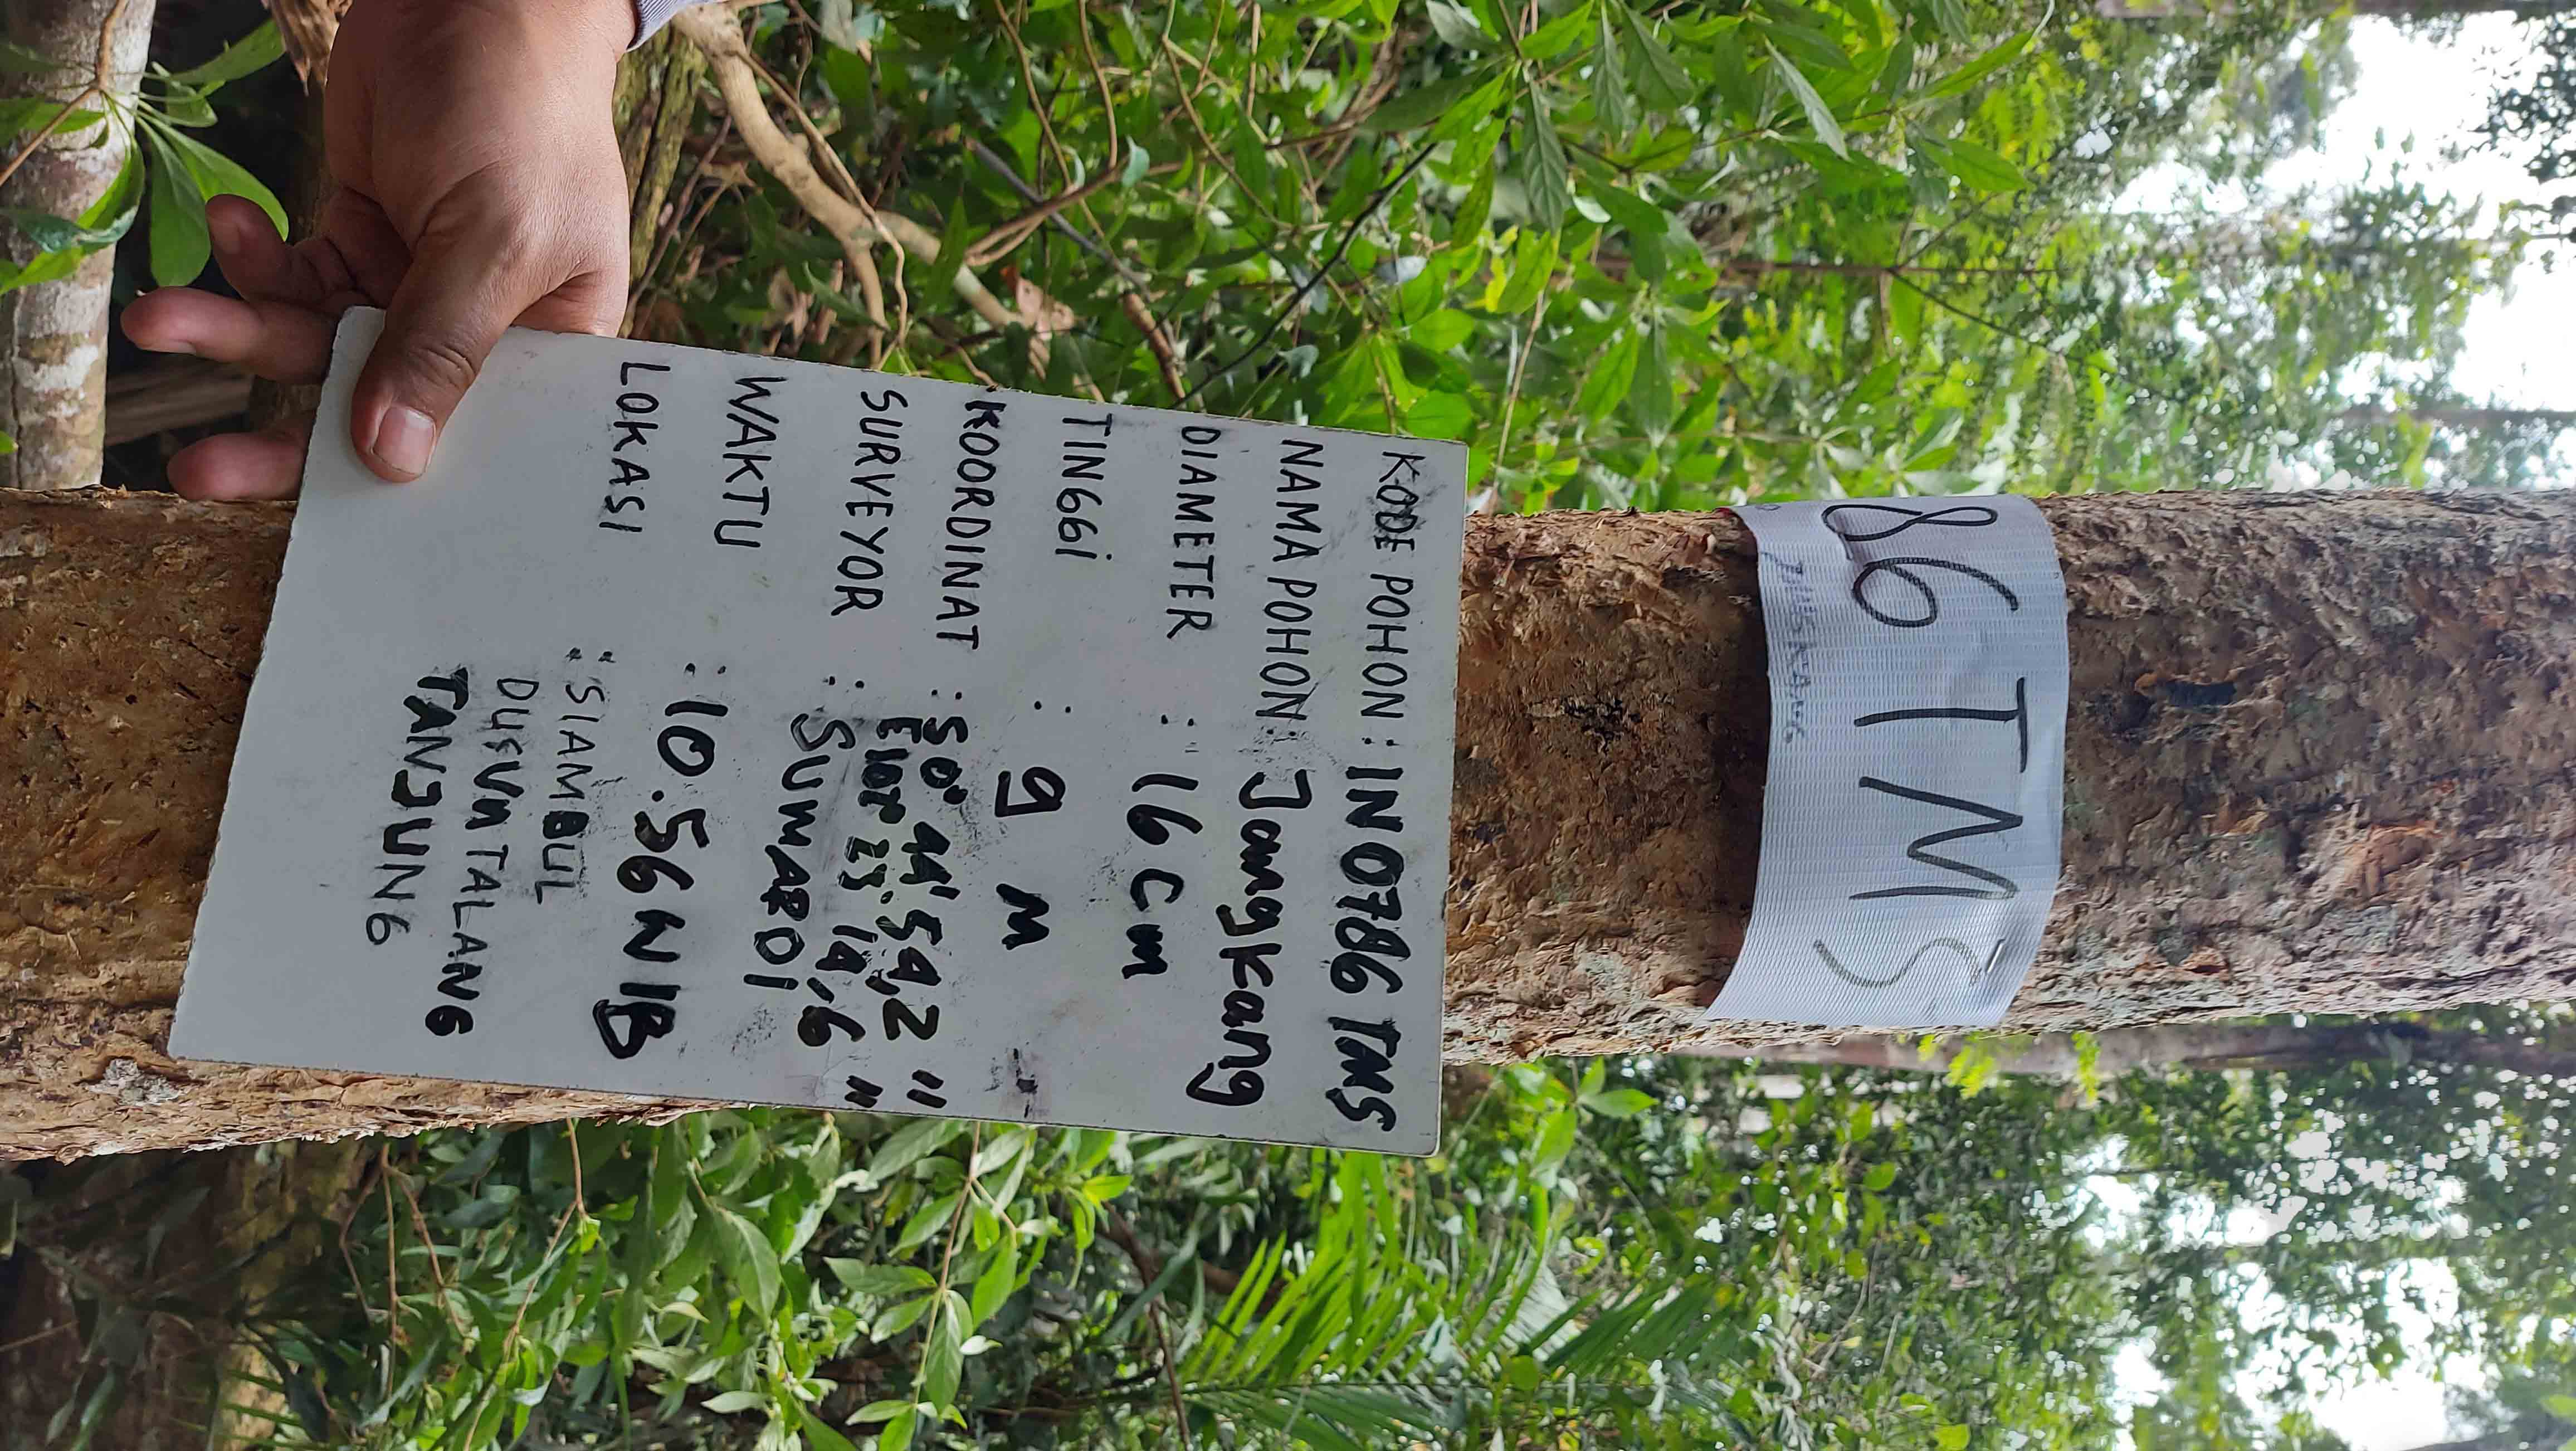 86 TMS
JANGKANG
KODE POHON : IN0786 TMS
NAMA POHON : Jangkang
DIAMETER : 16 cm
TINGGI : 9 M
KOORDINAT : S 0° 44' 54,2 "
E 102° 23' 14,6 "
SURVEYOR : SUMARDI
WAKTU : 10.56 WIB
LOKASI : SIAMBUL
DUSUN TALANG
TANJUNG